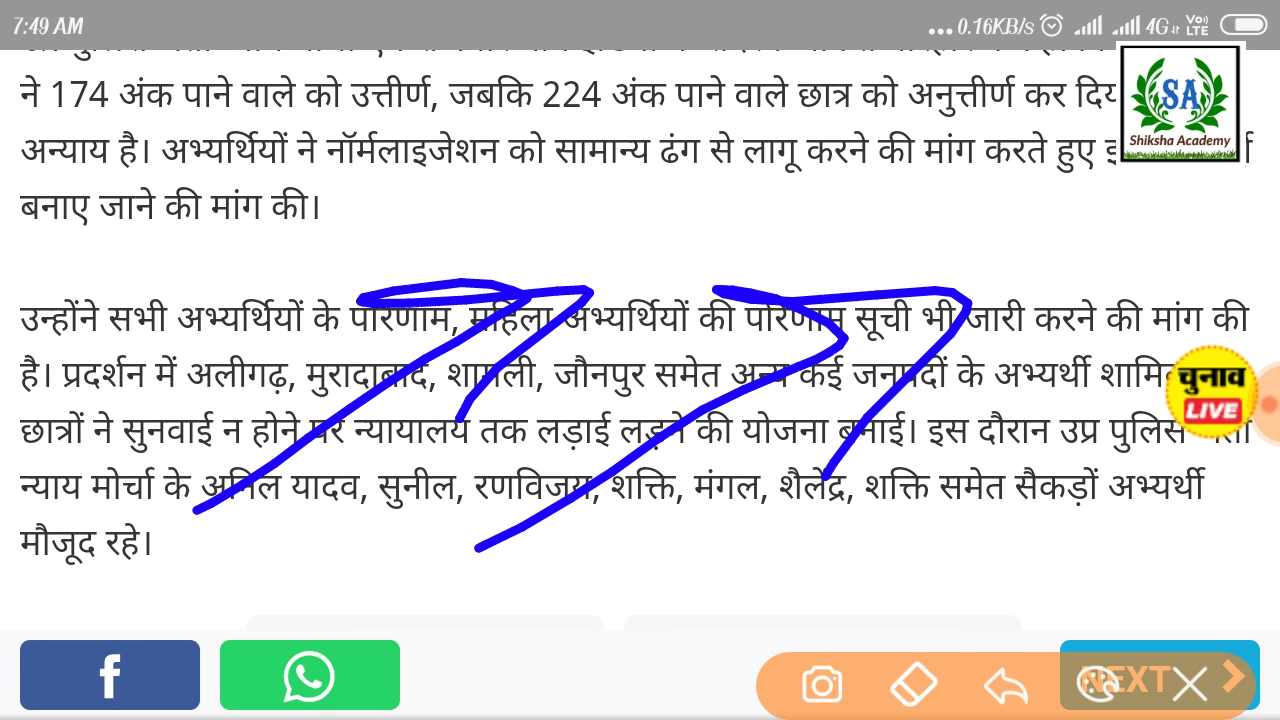 7:49 AM
... 0.16KB/s 4G VoLTE
ने 174 अंक पाने वाले को उत्तीर्ण, जबकि 224 अंक पाने वाले छात्र को अनुत्तीर्ण कर
SA
Shiksha Academy
अन्याय है। अभ्यर्थियों ने नॉर्मलाइजेशन को सामान्य ढंग से लागू करने की मांग करते हुए
बनाए जाने की मांग की।
उन्होंने सभी अभ्यर्थियों के परिणाम, महिला अभ्यर्थियों की परिणाम सूची भी जारी करने की मांग की
है। प्रदर्शन में अलीगढ़, मुरादाबाद, शामली, जौनपुर समेत अन्य कई जनपदों के अभ्यर्थी
चुनाव
LIVE
छात्रों ने सुनवाई न होने पर न्यायालय तक लड़ाई लड़ने की योजना बनाई। इस दौरान उप्र पुलिस
न्याय मोर्चा के अनिल यादव, सुनील, रणविजय, शक्ति, मंगल, शैलेंद्र, शक्ति समेत सैकड़ों अभ्यर्थी
मौजूद रहे।
f
NEXT